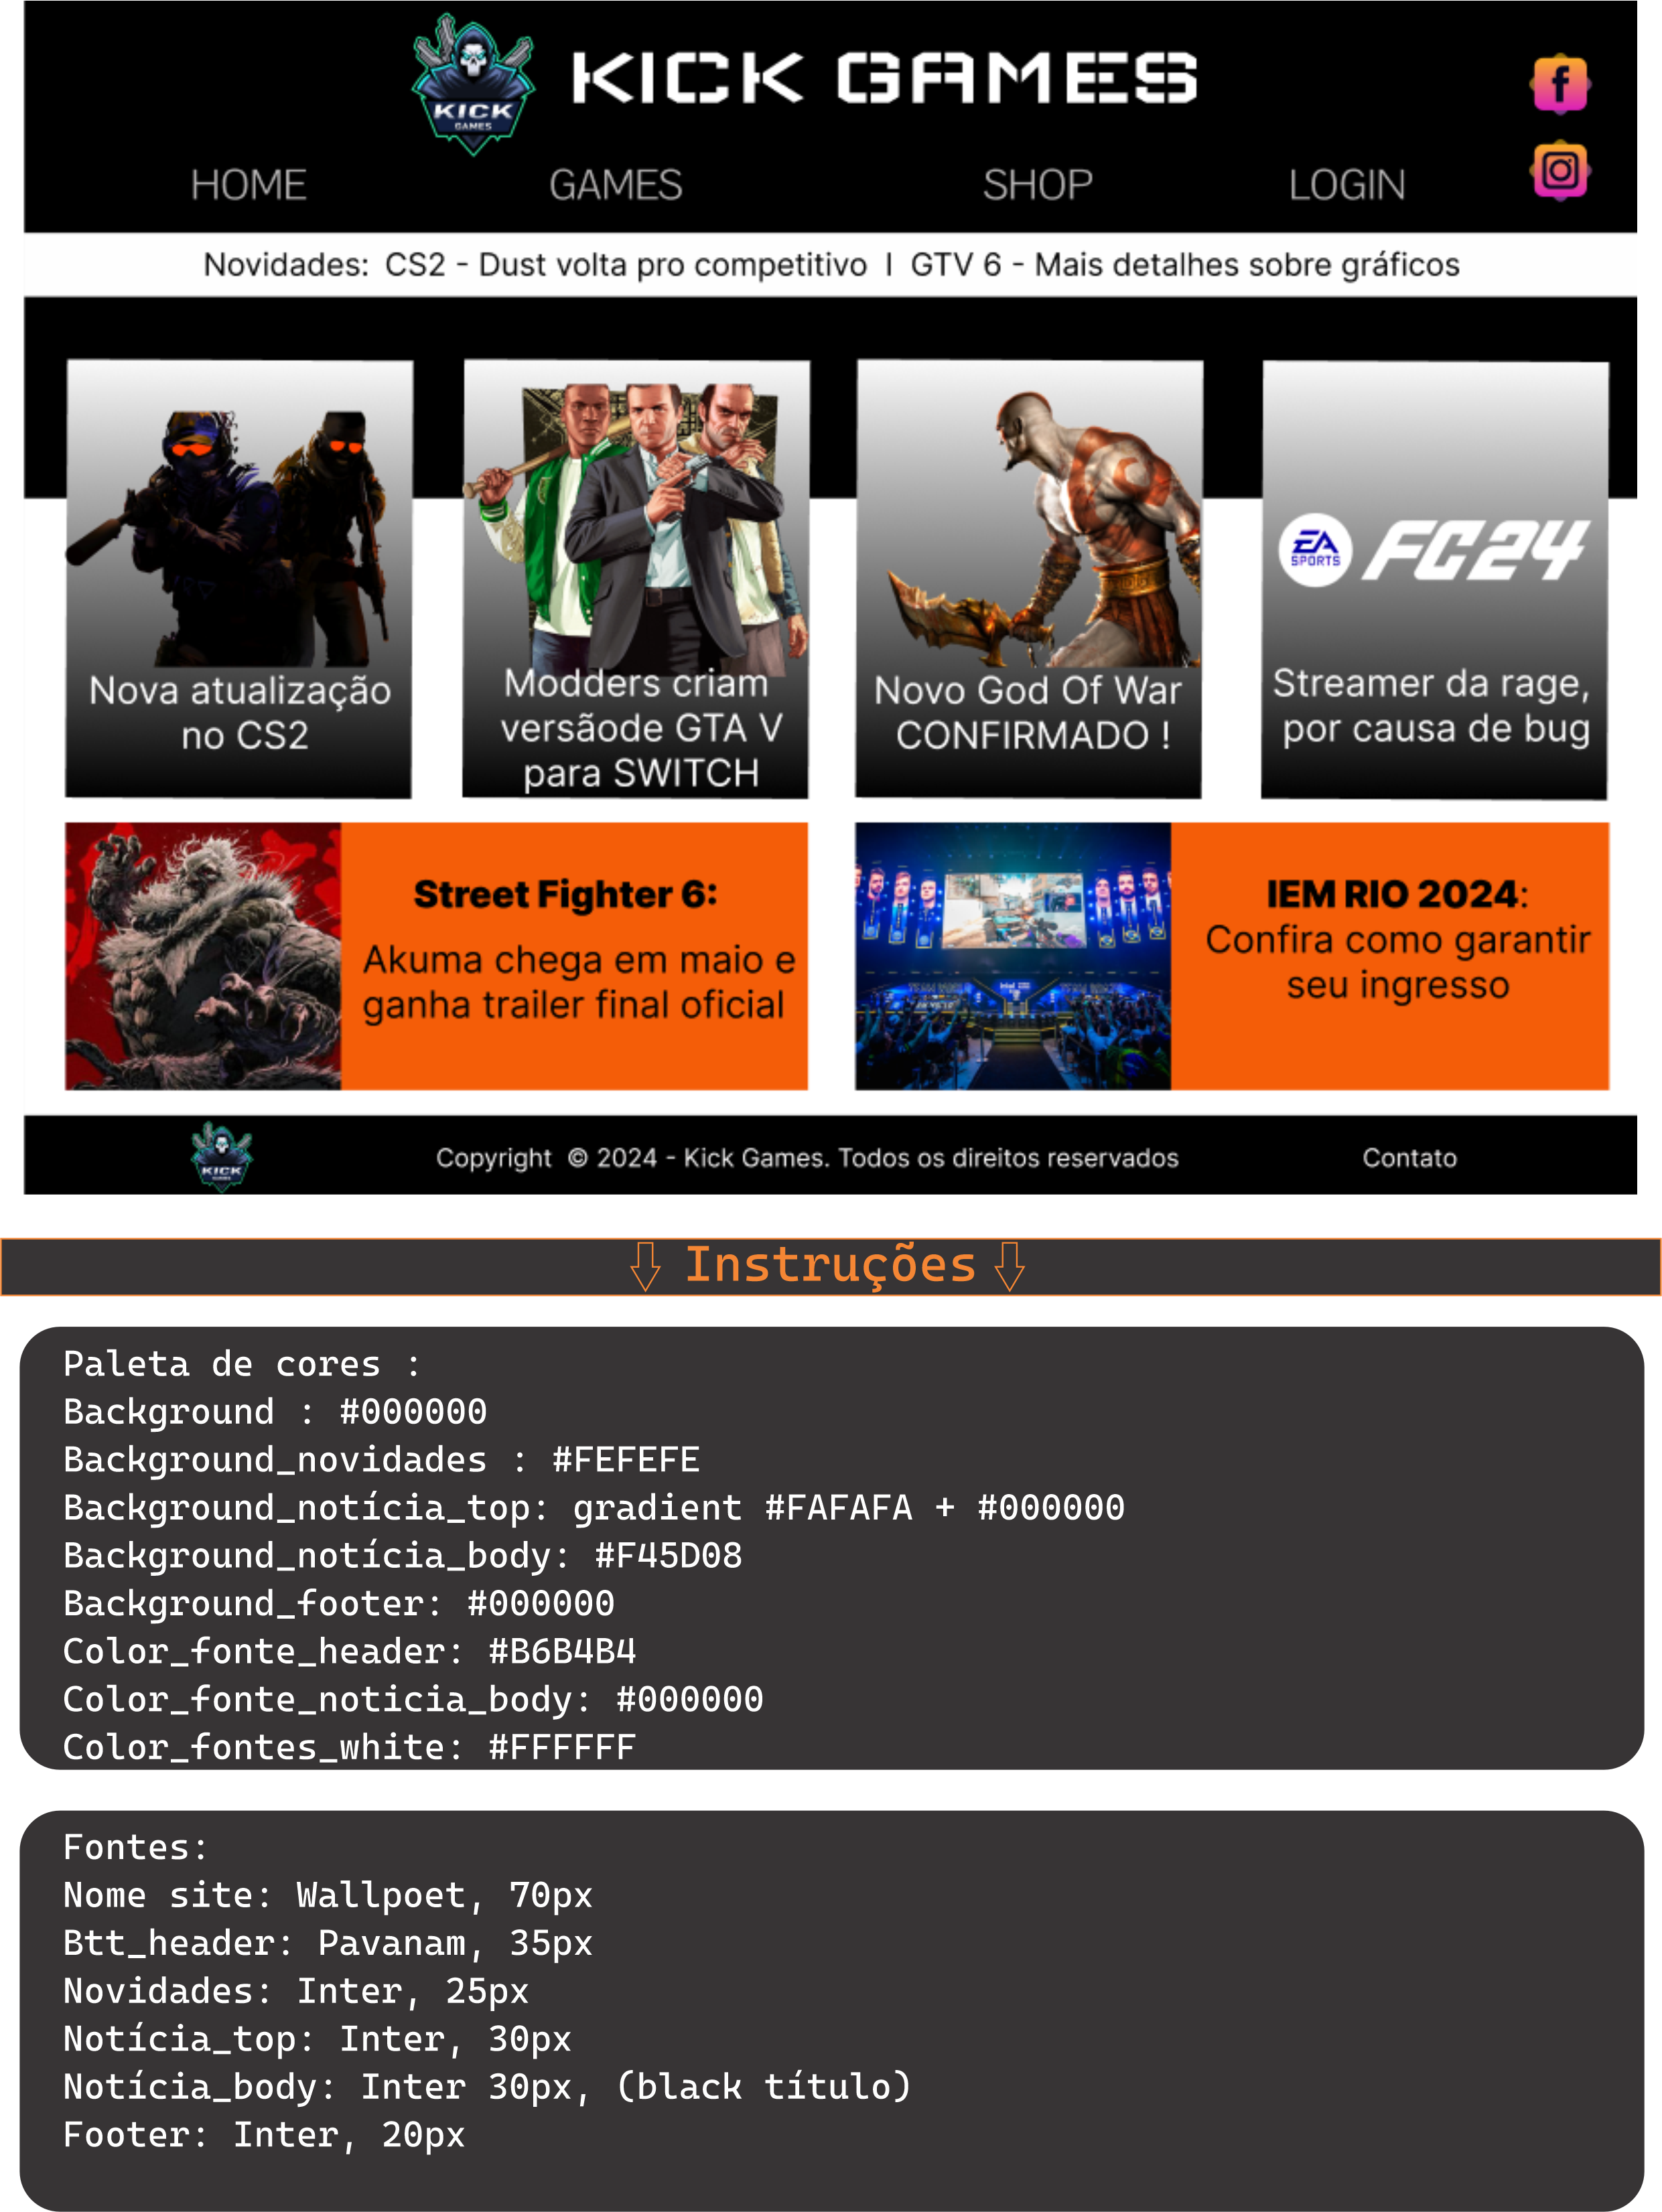 KICK GAMES
KICK
GAMES
HOME GAMES SHOP LOGIN
Novidades: CS2 - Dust volta pro competitivo | GTV 6 - Mais detalhes sobre gráficos
Nova atualização
no CS2
Modders criam
versãode GTA V
para SWITCH
Novo God Of War
CONFIRMADO !
EA
SPORTS
FC24
Streamer da rage,
por causa de bug
Street Fighter 6:
Akuma chega em maio e
ganha trailer final oficial
IEM RIO 2024:
Confira como garantir
seu ingresso
KICK
GAMES
Copyright © 2024 - Kick Games. Todos os direitos reservados
Contato
Instruções
Paleta de cores :
Background : #000000
Background_novidades : #FEFEFE
Background_notícia_top: gradient #FAFAFA + #000000
Background_notícia_body: #F45D08
Background_footer: #000000
Color_fonte_header: #B6B4B4
Color_fonte_noticia_body: #000000
Color_fontes_white: #FFFFFF
Fontes:
Nome site: Wallpoet, 70px
Btt_header: Pavanam, 35px
Novidades: Inter, 25px
Notícia_top: Inter, 30px
Notícia_body: Inter 30px, (black título)
Footer: Inter, 20px